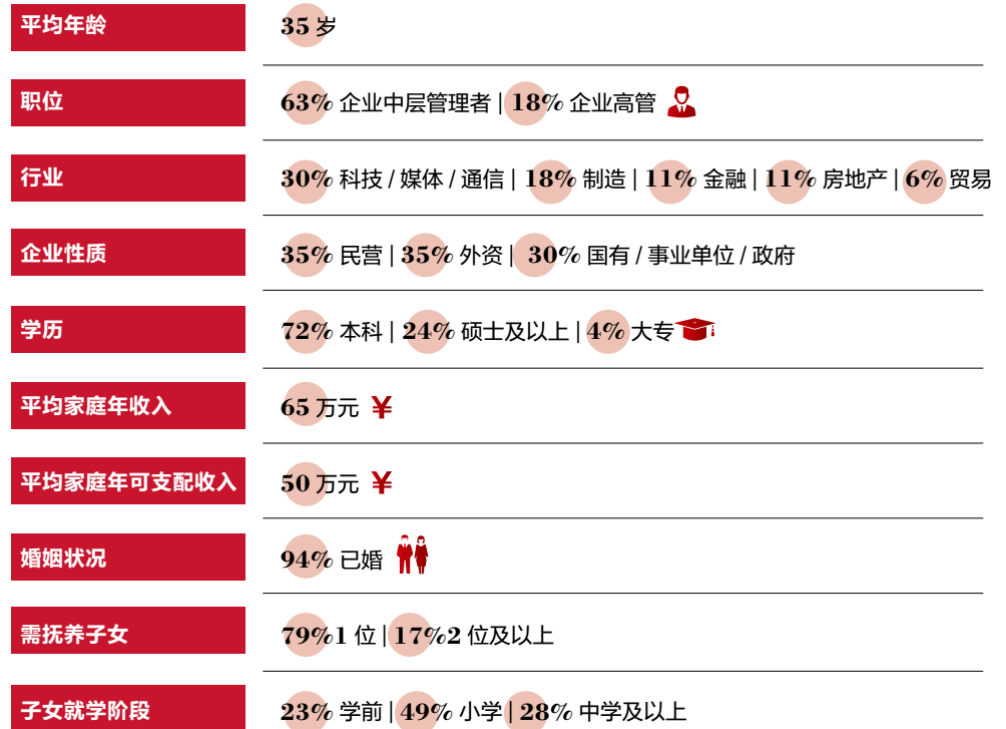 平均年龄 35 岁
职位 63% 企业中层管理者 | 18% 企业高管
行业 30% 科技 / 媒体 / 通信 | 18% 制造 | 11% 金融 | 11% 房地产 | 6% 贸易
企业性质 35% 民营 | 35% 外资 | 30% 国有 / 事业单位 / 政府
学历 72% 本科 | 24% 硕士及以上 | 4% 大专
平均家庭年收入 65 万元 ¥
平均家庭年可支配收入 50 万元 ¥
婚姻状况 94% 已婚
需抚养子女 79%1 位 | 17%2 位及以上
子女就学阶段 23% 学前 | 49% 小学 | 28% 中学及以上